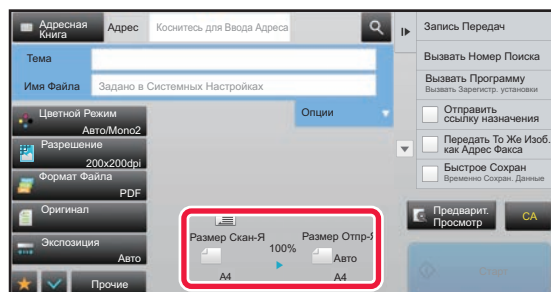 Адресная
Книга
Адрес
Коснитесь для Ввода Адреса
Тема
Имя Файла
Задано в Системных Настройках
Цветной Режим
Авто/Mono2
Опции
Разрешение
200x200dpi
Формат Файла
PDF
Оригинал
Экспозиция
Авто
Прочие
Размер Скан-Я
100%
Размер Отпр-Я
Авто
A4
A4
Запись Передач
Вызвать Номер Поиска
Вызвать Программу
Вызвать Зарегистр. установки
Отправить
ссылку назначения
Передать То Же Изоб.
как Адрес Факса
Быстрое Сохран
Временно Сохран. Данные
Предварит.
Просмотр
CA
Старт